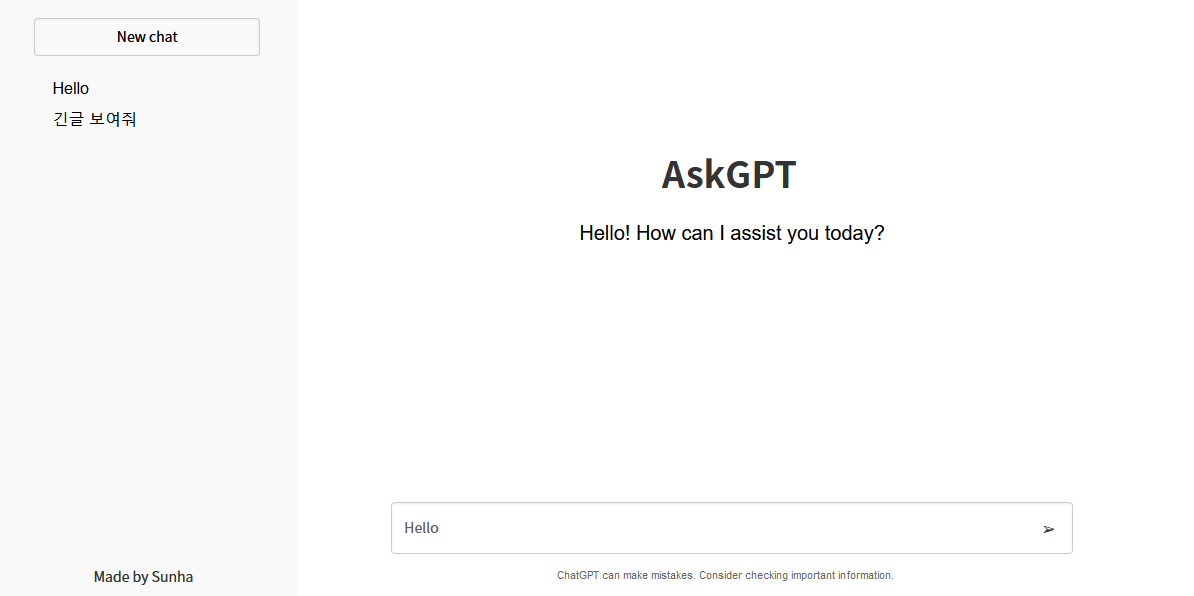 New chat
Hello
긴글 보여줘
Made by Sunha
AskGPT
Hello! How can I assist you today?
Hello
➢
ChatGPT can make mistakes. Consider checking important information.